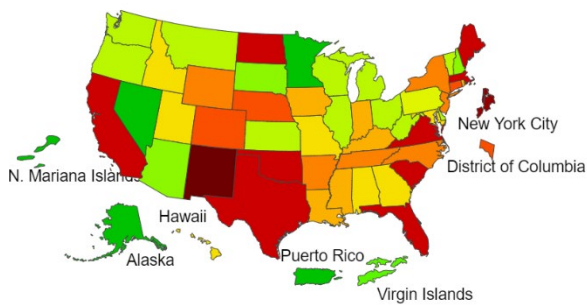 New York City
N. Mariana Islands
District of Columbia
Hawaii
Alaska
Puerto Rico
Virgin Islands